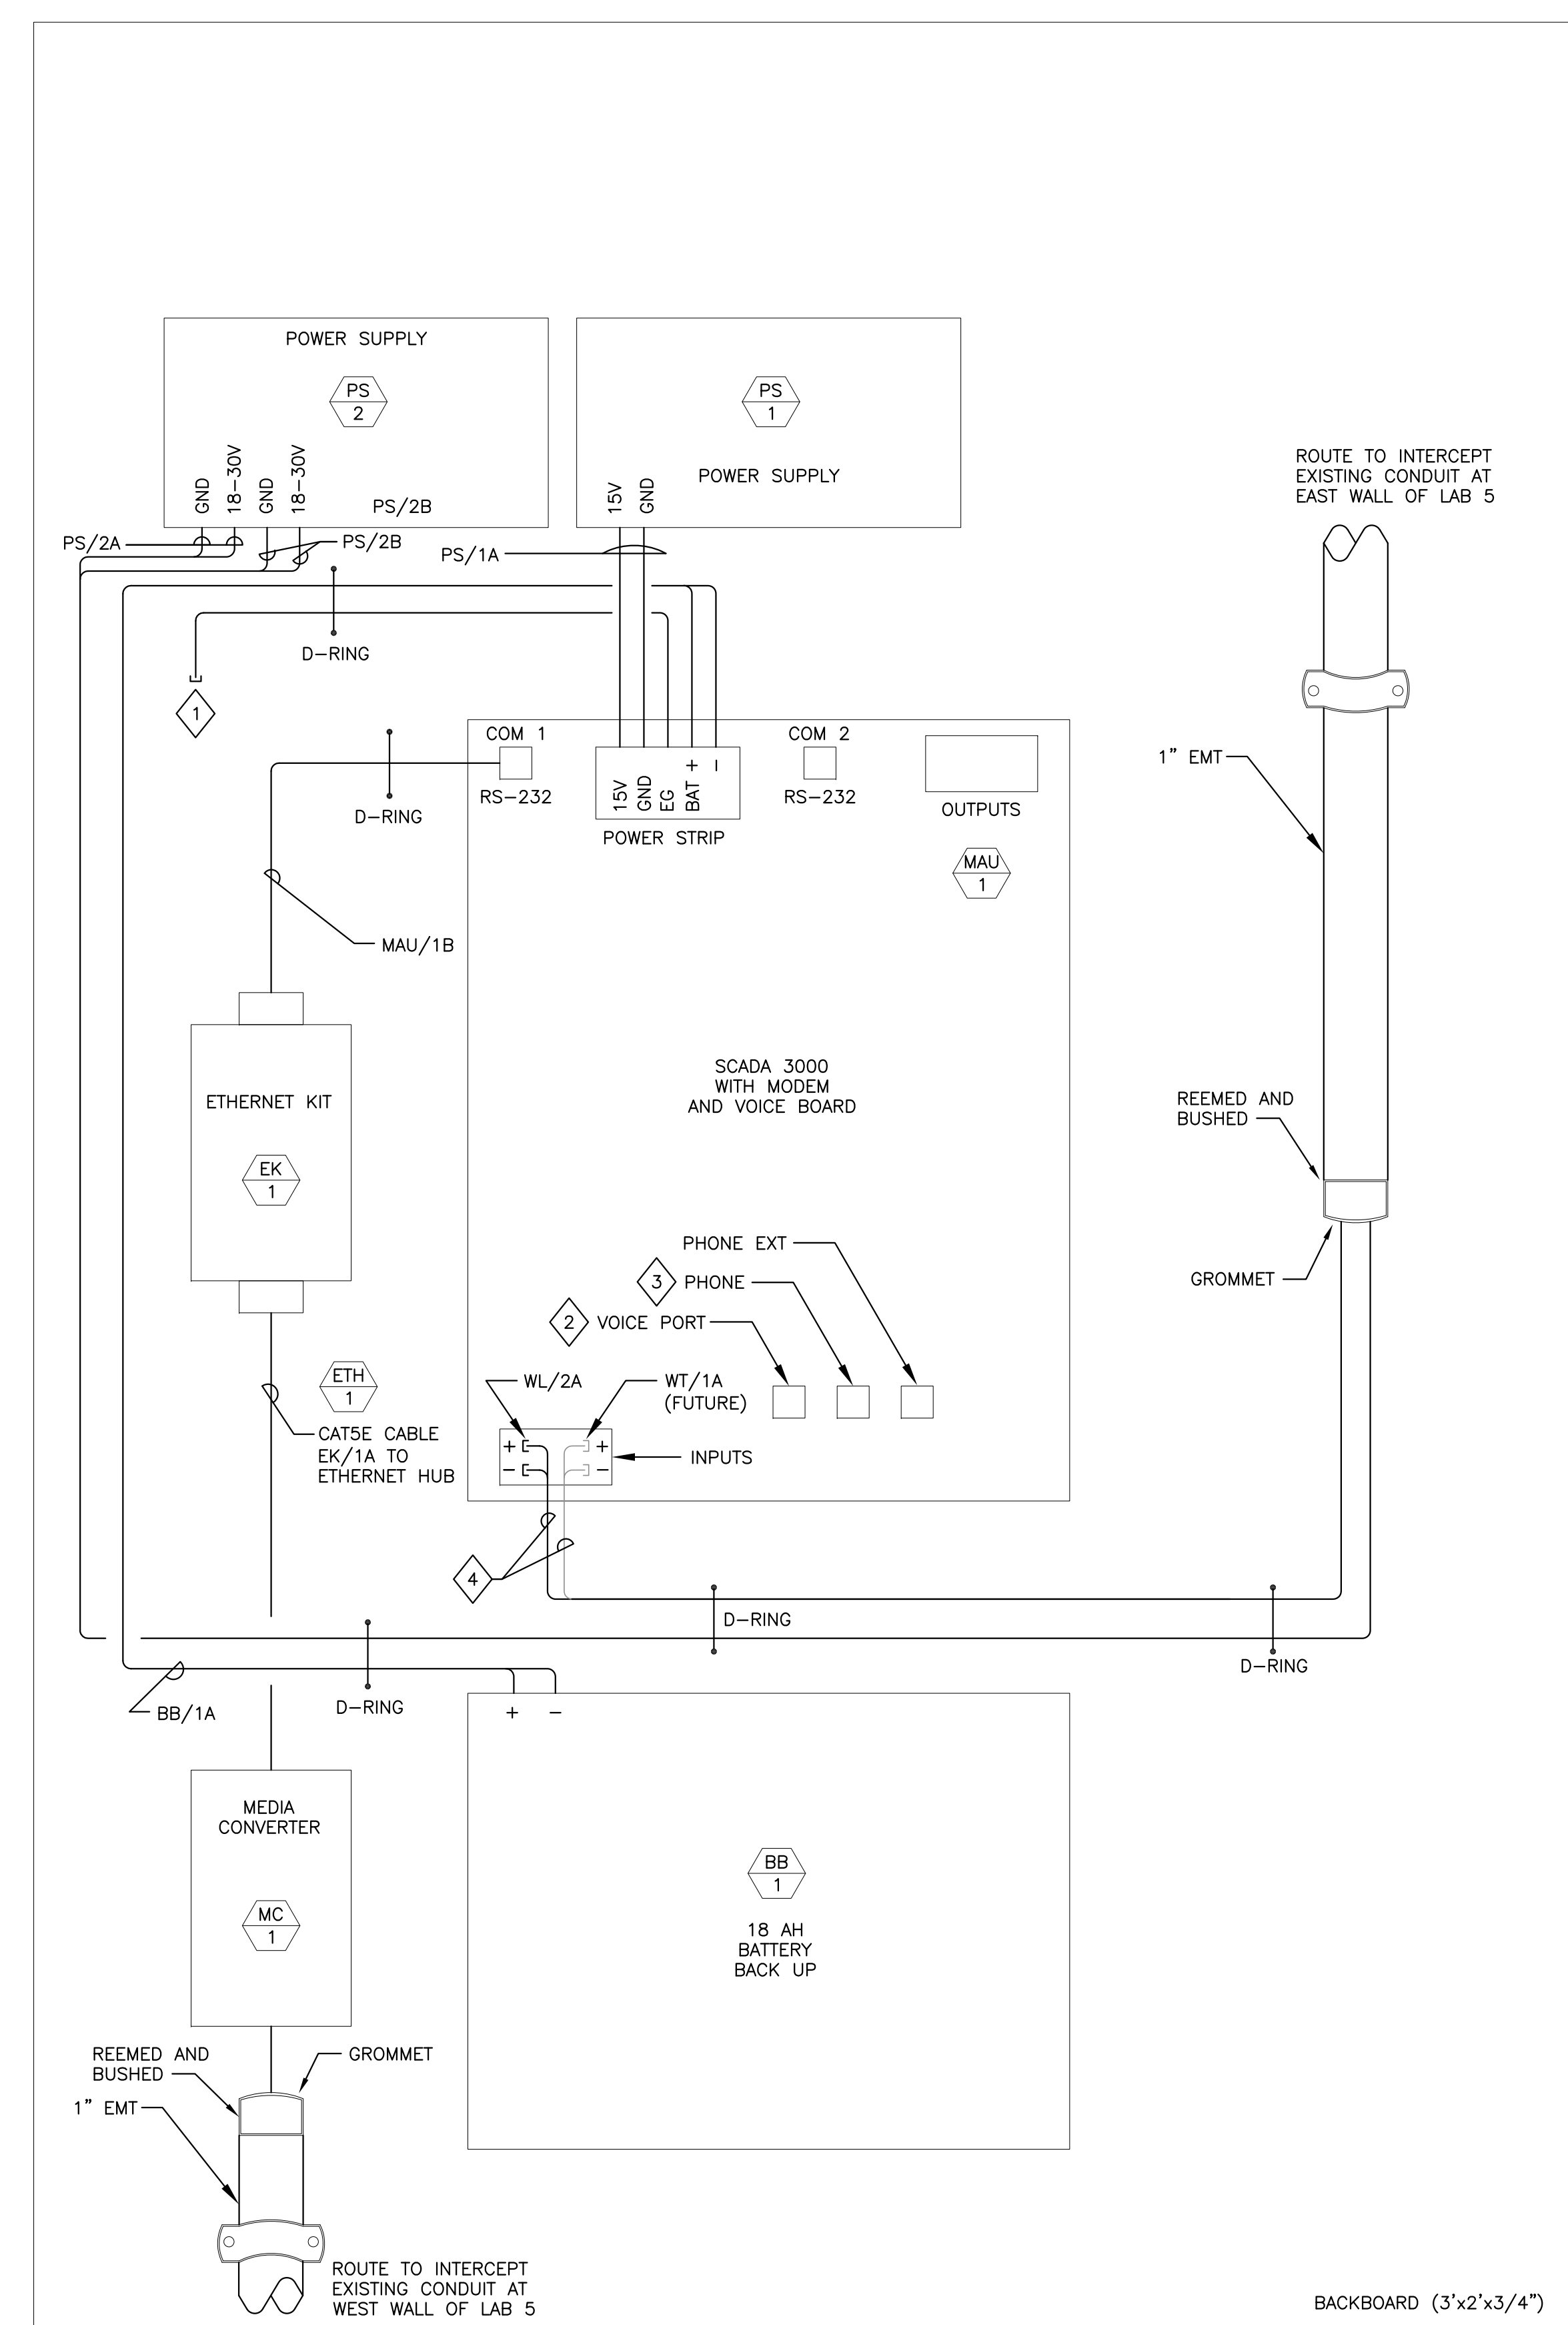 POWER SUPPLY
PS
2
GND
18-30V
GND
18-30V
PS/2B
PS
1
POWER SUPPLY
15V
GND
ROUTE TO INTERCEPT
EXISTING CONDUIT AT
EAST WALL OF LAB 5
PS/2A
PS/2B
PS/1A
D-RING
1
COM 1
RS-232
D-RING
15V
GND
EG
BAT +
-
POWER STRIP
COM 2
RS-232
OUTPUTS
MAU
1
1" EMT
MAU/1B
SCADA 3000
WITH MODEM
AND VOICE BOARD
ETHERNET KIT
EK
1
REEMED AND
BUSHED
GROMMET
PHONE EXT
3 PHONE
2 VOICE PORT
ETH
1
CAT5E CABLE
EK/1A TO
ETHERNET HUB
WL/2A
WT/1A
(FUTURE)
+ +
- -
INPUTS
4
D-RING
D-RING
BB/1A
D-RING
+ -
MEDIA
CONVERTER
MC
1
BB
1
18 AH
BATTERY
BACK UP
REEMED AND
BUSHED
GROMMET
1" EMT
ROUTE TO INTERCEPT
EXISTING CONDUIT AT
WEST WALL OF LAB 5
BACKBOARD (3'x2'x3/4")